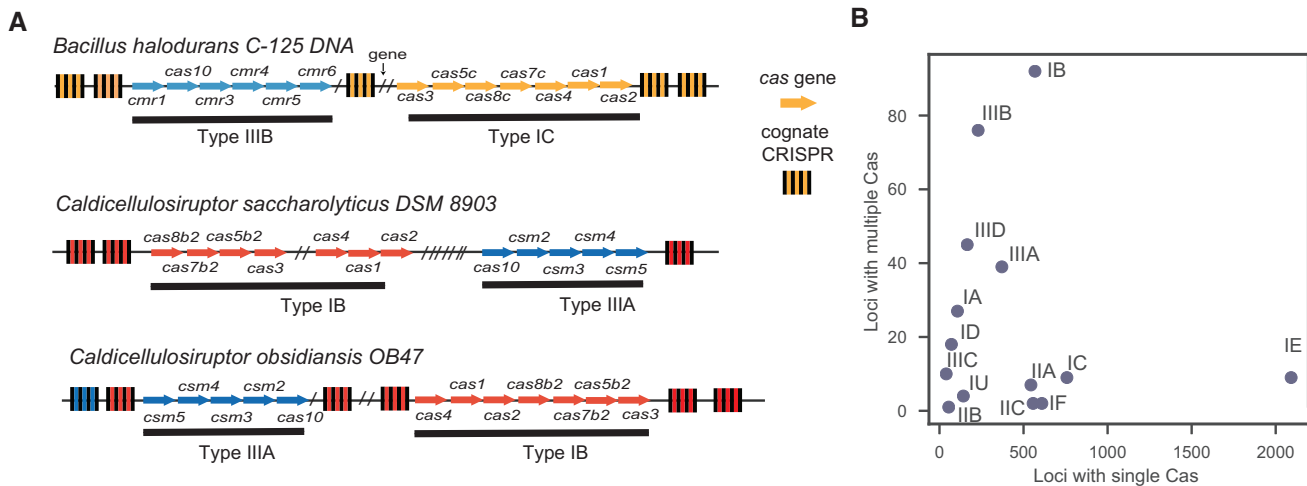 A
Bacillus halodurans C-125 DNA
gene
cas10 cmr4 cmr6
cmr1 cmr3 cmr5
cas5c cas7c cas1
cas3 cas8c cas4 cas2
Type IIIB
Type IC
cas gene
cognate
CRISPR
Caldicellulosiruptor saccharolyticus DSM 8903
cas8b2 cas5b2 cas4 cas2 csm2 csm4
cas7b2 cas3 cas1 cas10 csm3 csm5
Type IB
Type IIIA
Caldicellulosiruptor obsidiansis OB47
csm4 csm2 cas1 cas8b2 cas5b2
csm5 csm3 cas10 cas4 cas2 cas7b2 cas3
Type IIIA
Type IB
B
Loci with multiple Cas
80
60
40
20
0
IB
IIIB
IIID
IIIA
IA
ID
IIIC
IU
IIB
IIA
IC
IIC
IF
IE
0 500 1000 1500 2000
Loci with single Cas